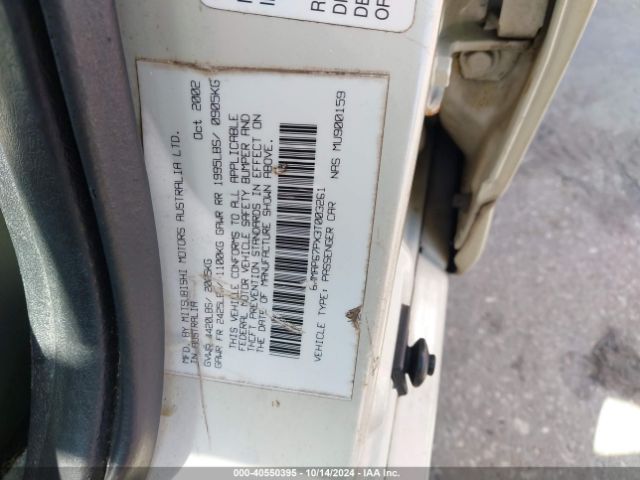 MFD. BY MITSUBISHI MOTORS AUSTRALIA LTD.
IN AUSTRALIA Oct 2002
GVWR 4420LBS/ 2005KG
GAWR FR 2425LBS/ 1100KG GAWR RR 1995LBS/ 0905KG
THIS VEHICLE CONFORMS TO ALL APPLICABLE
FEDERAL MOTOR VEHICLE SAFETY BUMPER AND
THEFT PREVENTION STANDARDS IN EFFECT ON
THE DATE OF MANUFACTURE SHOWN ABOVE.
6MMAP67PX3T003261
VEHICLE TYPE: PASSENGER CAR NRS MU900159
000-40550395 - 10/14/2024 - IAA Inc.